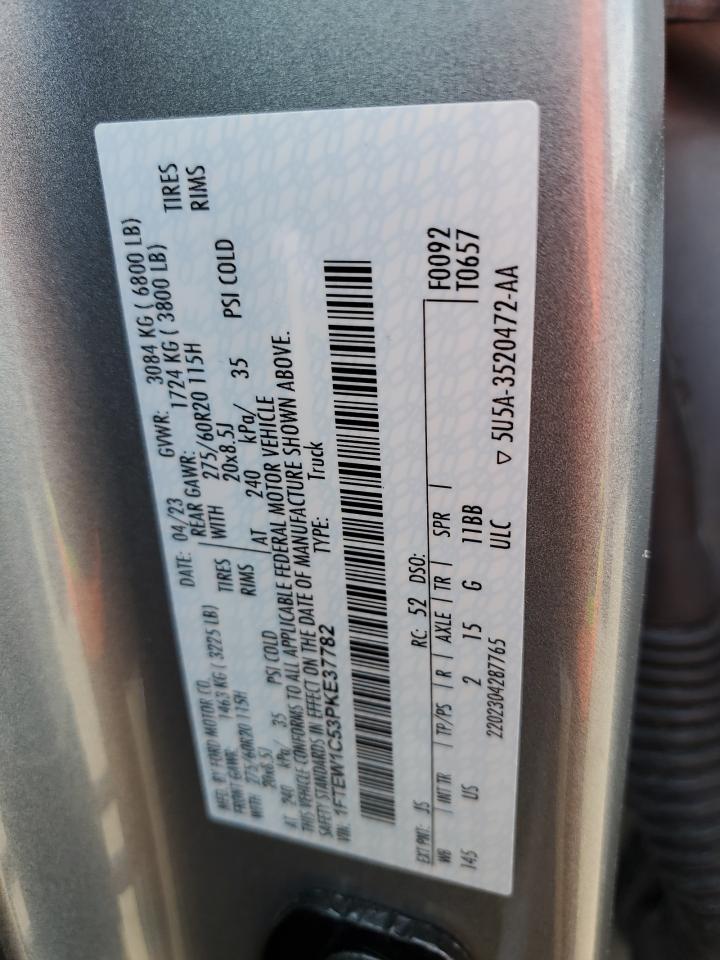 MFD. BY FORD MOTOR CO.
DATE: 04/23 GVWR: 3084 KG ( 6800 LB)
FRONT GAWR: 1463 KG ( 3225 LB) REAR GAWR: 1724 KG ( 3800 LB)
WITH 275/60R20 115H TIRES WITH 275/60R20 115H TIRES
20x8.5J RIMS 20x8.5J RIMS
AT 240 kPa/ 35 PSI COLD AT 240 kPa/ 35 PSI COLD
THIS VEHICLE CONFORMS TO ALL APPLICABLE FEDERAL MOTOR VEHICLE
SAFETY STANDARDS IN EFFECT ON THE DATE OF MANUFACTURE SHOWN ABOVE.
VIN: 1FTEW1C53PKE37782 TYPE: Truck
EXT PNT: JS RC: 52 DSO:
WB INT TR TP/PS R AXLE TR SPR F0092
145 US 2 15 G 11BB T0657
2202304287765 ULC ▽ 5U5A-3520472-AA